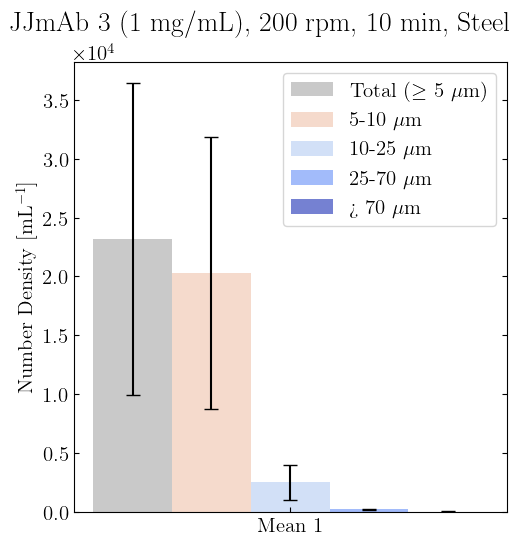 JJmAb 3 (1 mg/mL), 200 rpm, 10 min, Steel
×10⁴
Total (≥ 5 μm)
5-10 μm
10-25 μm
25-70 μm
¿ 70 μm
Number Density [mL⁻¹]
3.5
3.0
2.5
2.0
1.5
1.0
0.5
0.0
Mean 1